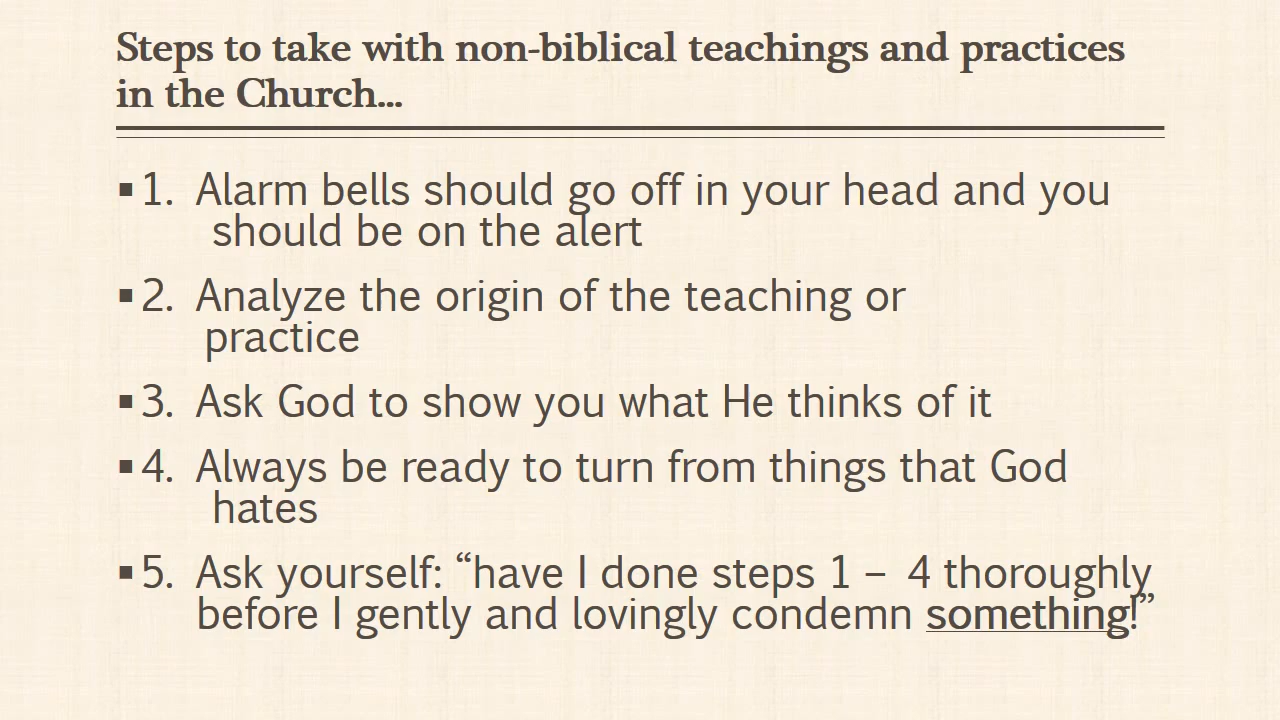 Steps to take with non-biblical teachings and practices
in the Church...
▪ 1. Alarm bells should go off in your head and you
should be on the alert
▪ 2. Analyze the origin of the teaching or
practice
▪ 3. Ask God to show you what He thinks of it
▪ 4. Always be ready to turn from things that God
hates
▪ 5. Ask yourself: “have I done steps 1 – 4 thoroughly
before I gently and lovingly condemn something!”